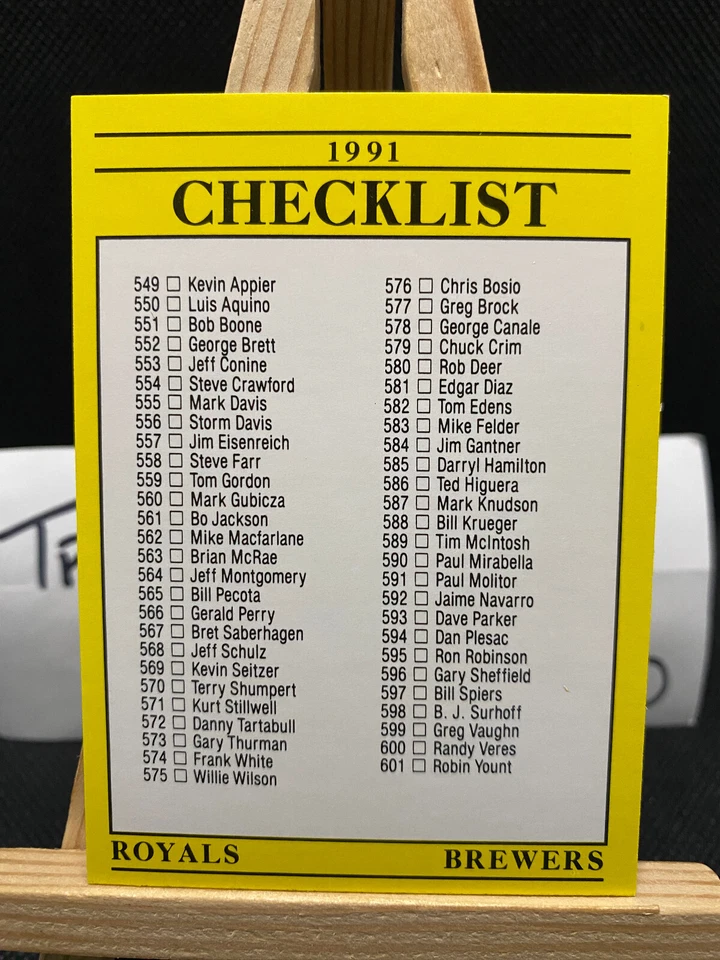 1991
CHECKLIST
549 □ Kevin Appier
550 □ Luis Aquino
551 □ Bob Boone
552 □ George Brett
553 □ Jeff Conine
554 □ Steve Crawford
555 □ Mark Davis
556 □ Storm Davis
557 □ Jim Eisenreich
558 □ Steve Farr
559 □ Tom Gordon
560 □ Mark Gubicza
561 □ Bo Jackson
562 □ Mike Macfarlane
563 □ Brian McRae
564 □ Jeff Montgomery
565 □ Bill Pecota
566 □ Gerald Perry
567 □ Bret Saberhagen
568 □ Jeff Schulz
569 □ Kevin Seitzer
570 □ Terry Shumpert
571 □ Kurt Stillwell
572 □ Danny Tartabull
573 □ Gary Thurman
574 □ Frank White
575 □ Willie Wilson
576 □ Chris Bosio
577 □ Greg Brock
578 □ George Canale
579 □ Chuck Crim
580 □ Rob Deer
581 □ Edgar Diaz
582 □ Tom Edens
583 □ Mike Felder
584 □ Jim Gantner
585 □ Darryl Hamilton
586 □ Ted Higuera
587 □ Mark Knudson
588 □ Bill Krueger
589 □ Tim McIntosh
590 □ Paul Mirabella
591 □ Paul Molitor
592 □ Jaime Navarro
593 □ Dave Parker
594 □ Dan Plesac
595 □ Ron Robinson
596 □ Gary Sheffield
597 □ Bill Spiers
598 □ B. J. Surhoff
599 □ Greg Vaughn
600 □ Randy Veres
601 □ Robin Yount
ROYALS BREWERS